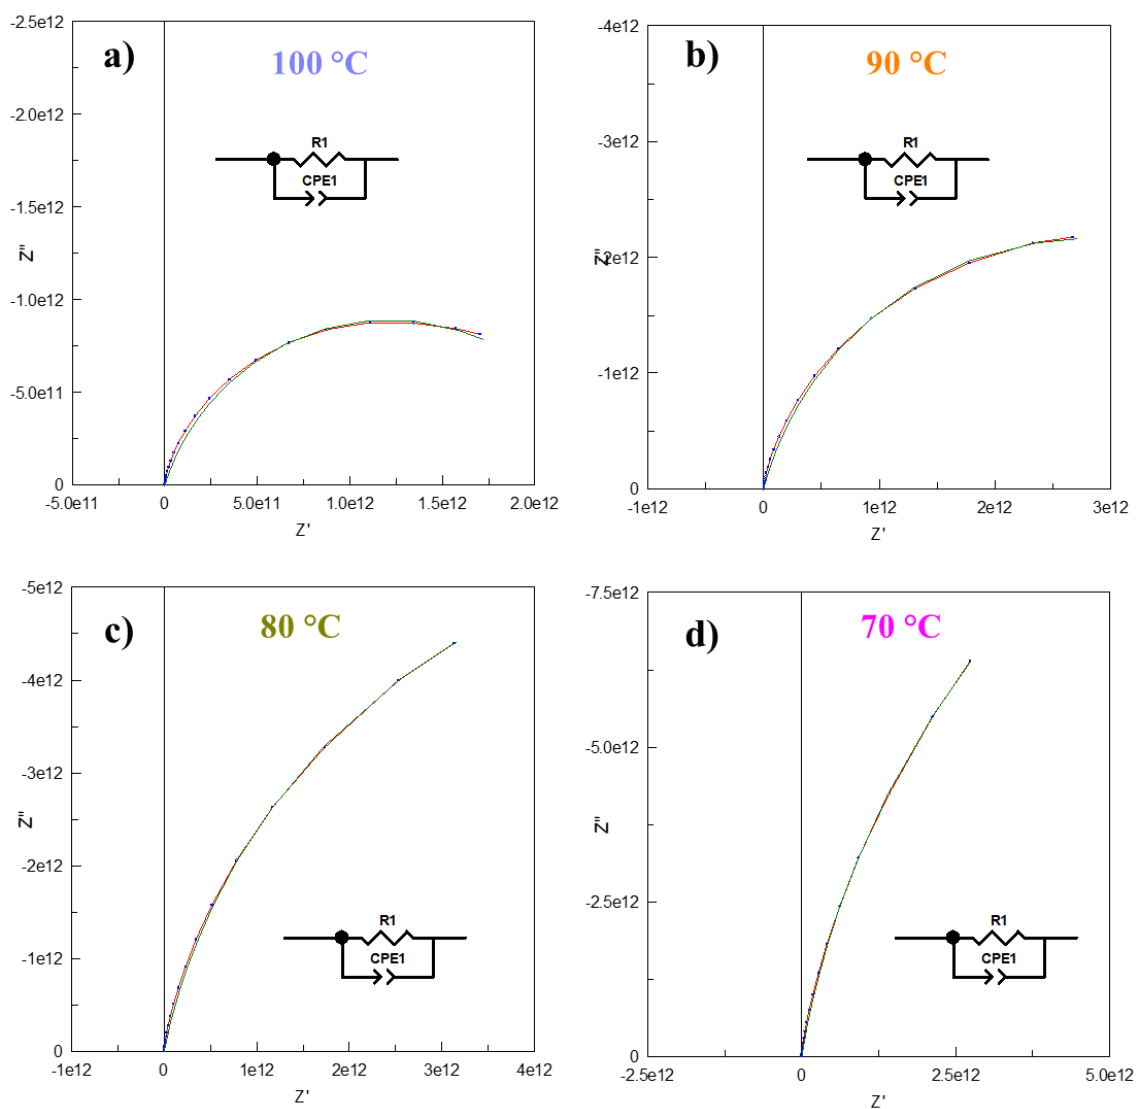 a)
100 °C
-2.5e12
-2.0e12
-1.5e12
-1.0e12
-5.0e11
0
Z''
R1
CPE1
-5.0e11
0
5.0e11
1.0e12
1.5e12
2.0e12
Z'
b)
90 °C
-4e12
-3e12
-2e12
-1e12
0
Z''
R1
CPE1
-1e12
0
1e12
2e12
3e12
Z'
c)
80 °C
-5e12
-4e12
-3e12
-2e12
-1e12
0
Z''
R1
CPE1
-1e12
0
1e12
2e12
3e12
4e12
Z'
d)
70 °C
-7.5e12
-5.0e12
-2.5e12
0
Z''
R1
CPE1
-2.5e12
0
2.5e12
5.0e12
Z'